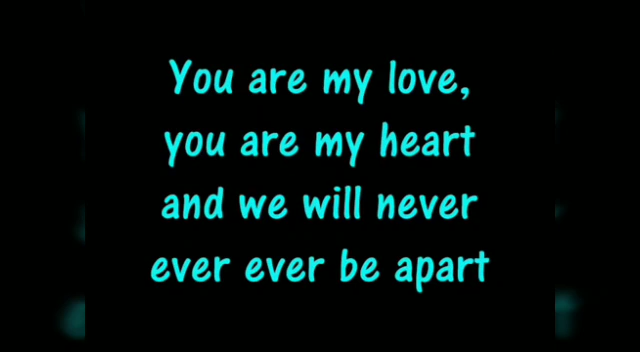 You are my love,
you are my heart
and we will never
ever ever be apart